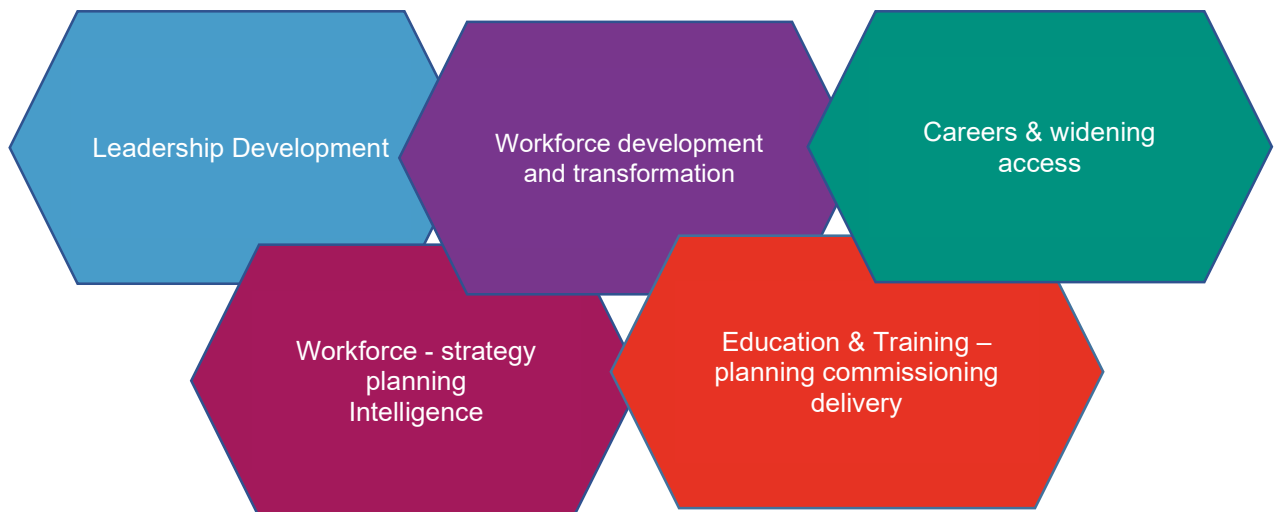 Leadership Development
Workforce development
and transformation
Careers & widening
access
Workforce - strategy
planning
Intelligence
Education & Training –
planning commissioning
delivery